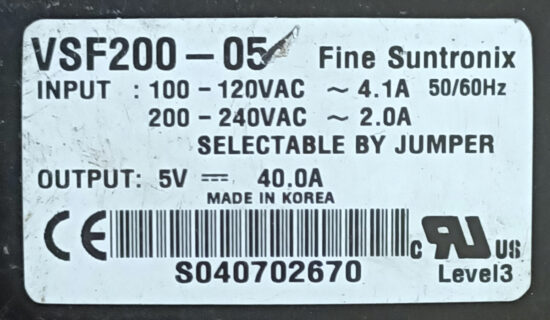 VSF200-05 Fine Suntronix
INPUT : 100-120VAC ~ 4.1A 50/60Hz
200-240VAC ~ 2.0A
SELECTABLE BY JUMPER
OUTPUT: 5V ⎓ 40.0A
MADE IN KOREA
CE c RU US
S040702670 Level3